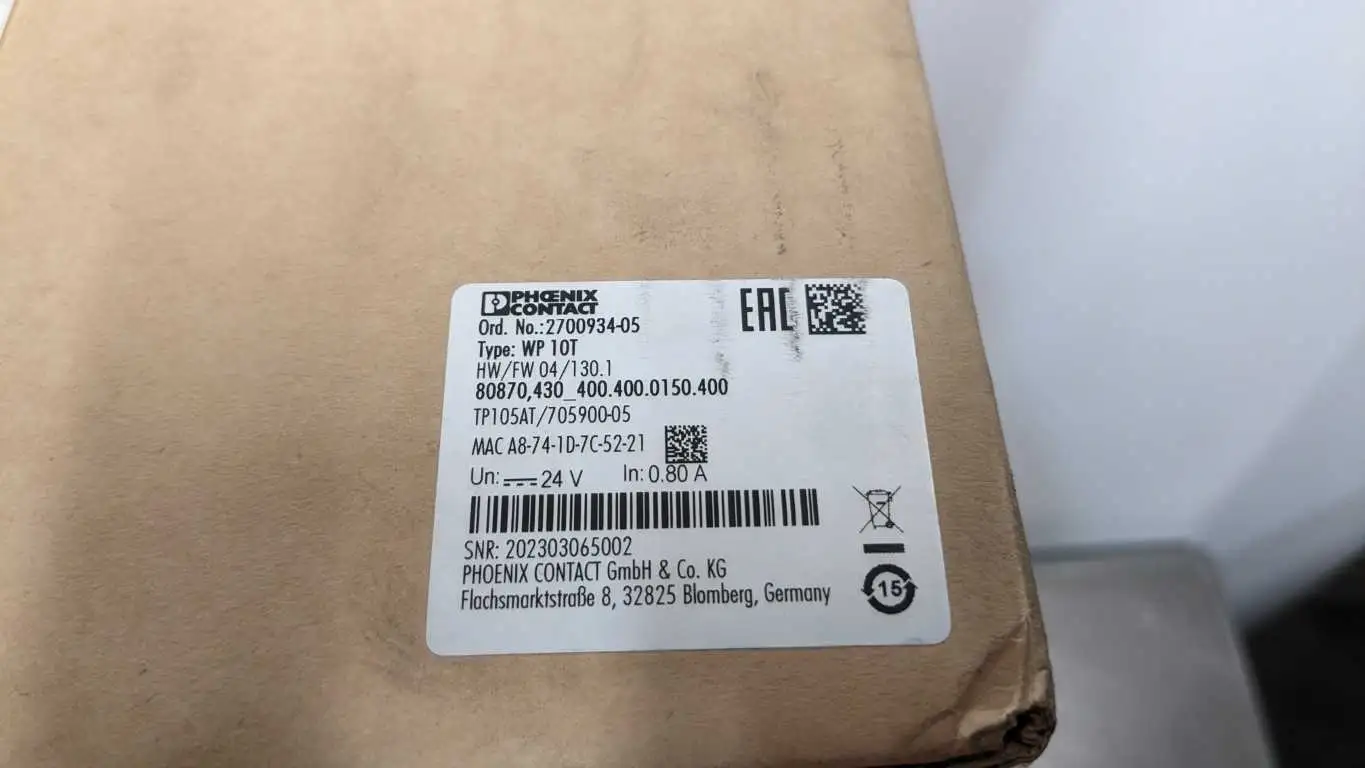 PHŒNIX
CONTACT
EAC
Ord. No.:2700934-05
Type: WP 10T
HW/FW 04/130.1
80870,430_400.400.0150.400
TP105AT/705900-05
MAC A8-74-1D-7C-52-21
Un: 24 V In: 0.80 A
SNR: 202303065002
PHOENIX CONTACT GmbH & Co. KG
Flachsmarktstraße 8, 32825 Blomberg, Germany
15